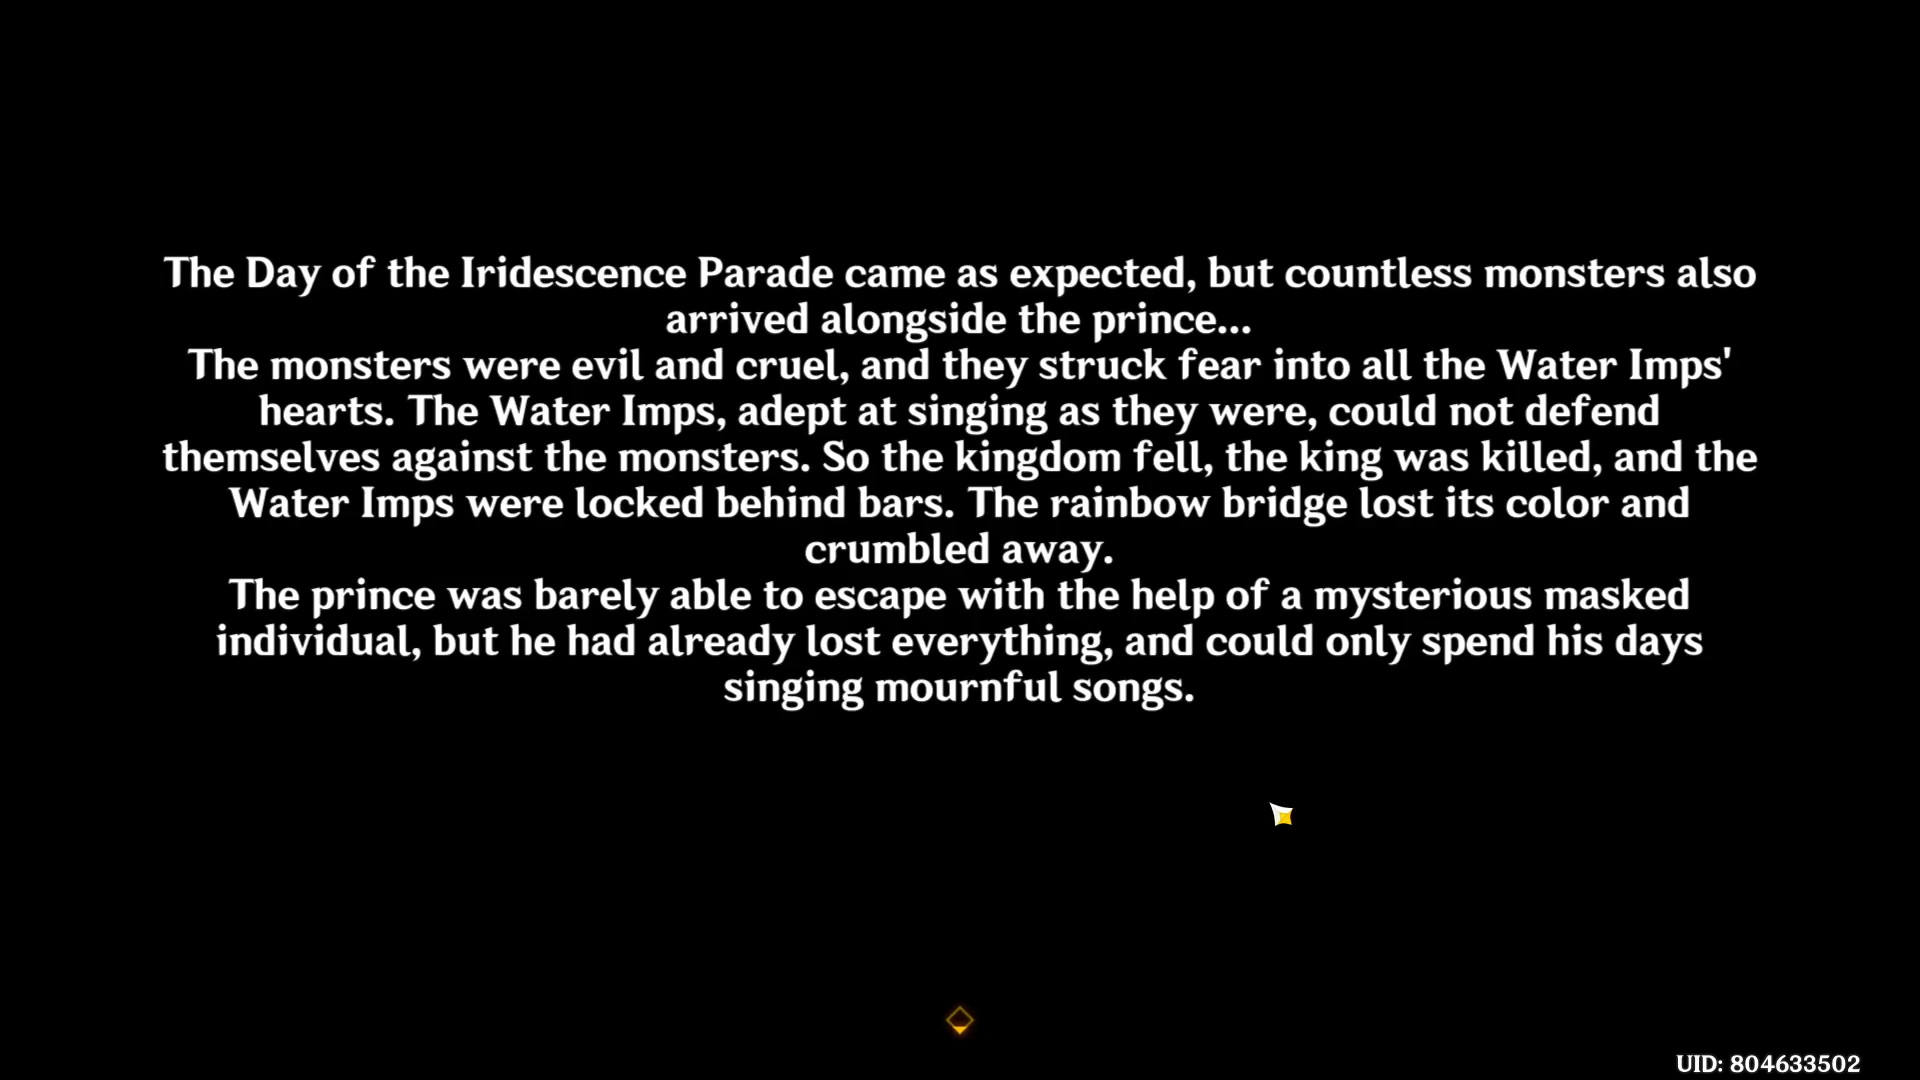 The Day of the Iridescence Parade came as expected, but countless monsters also
arrived alongside the prince...
The monsters were evil and cruel, and they struck fear into all the Water Imps'
hearts. The Water Imps, adept at singing as they were, could not defend
themselves against the monsters. So the kingdom fell, the king was killed, and the
Water Imps were locked behind bars. The rainbow bridge lost its color and
crumbled away.
The prince was barely able to escape with the help of a mysterious masked
individual, but he had already lost everything, and could only spend his days
singing mournful songs.
UID: 804633502